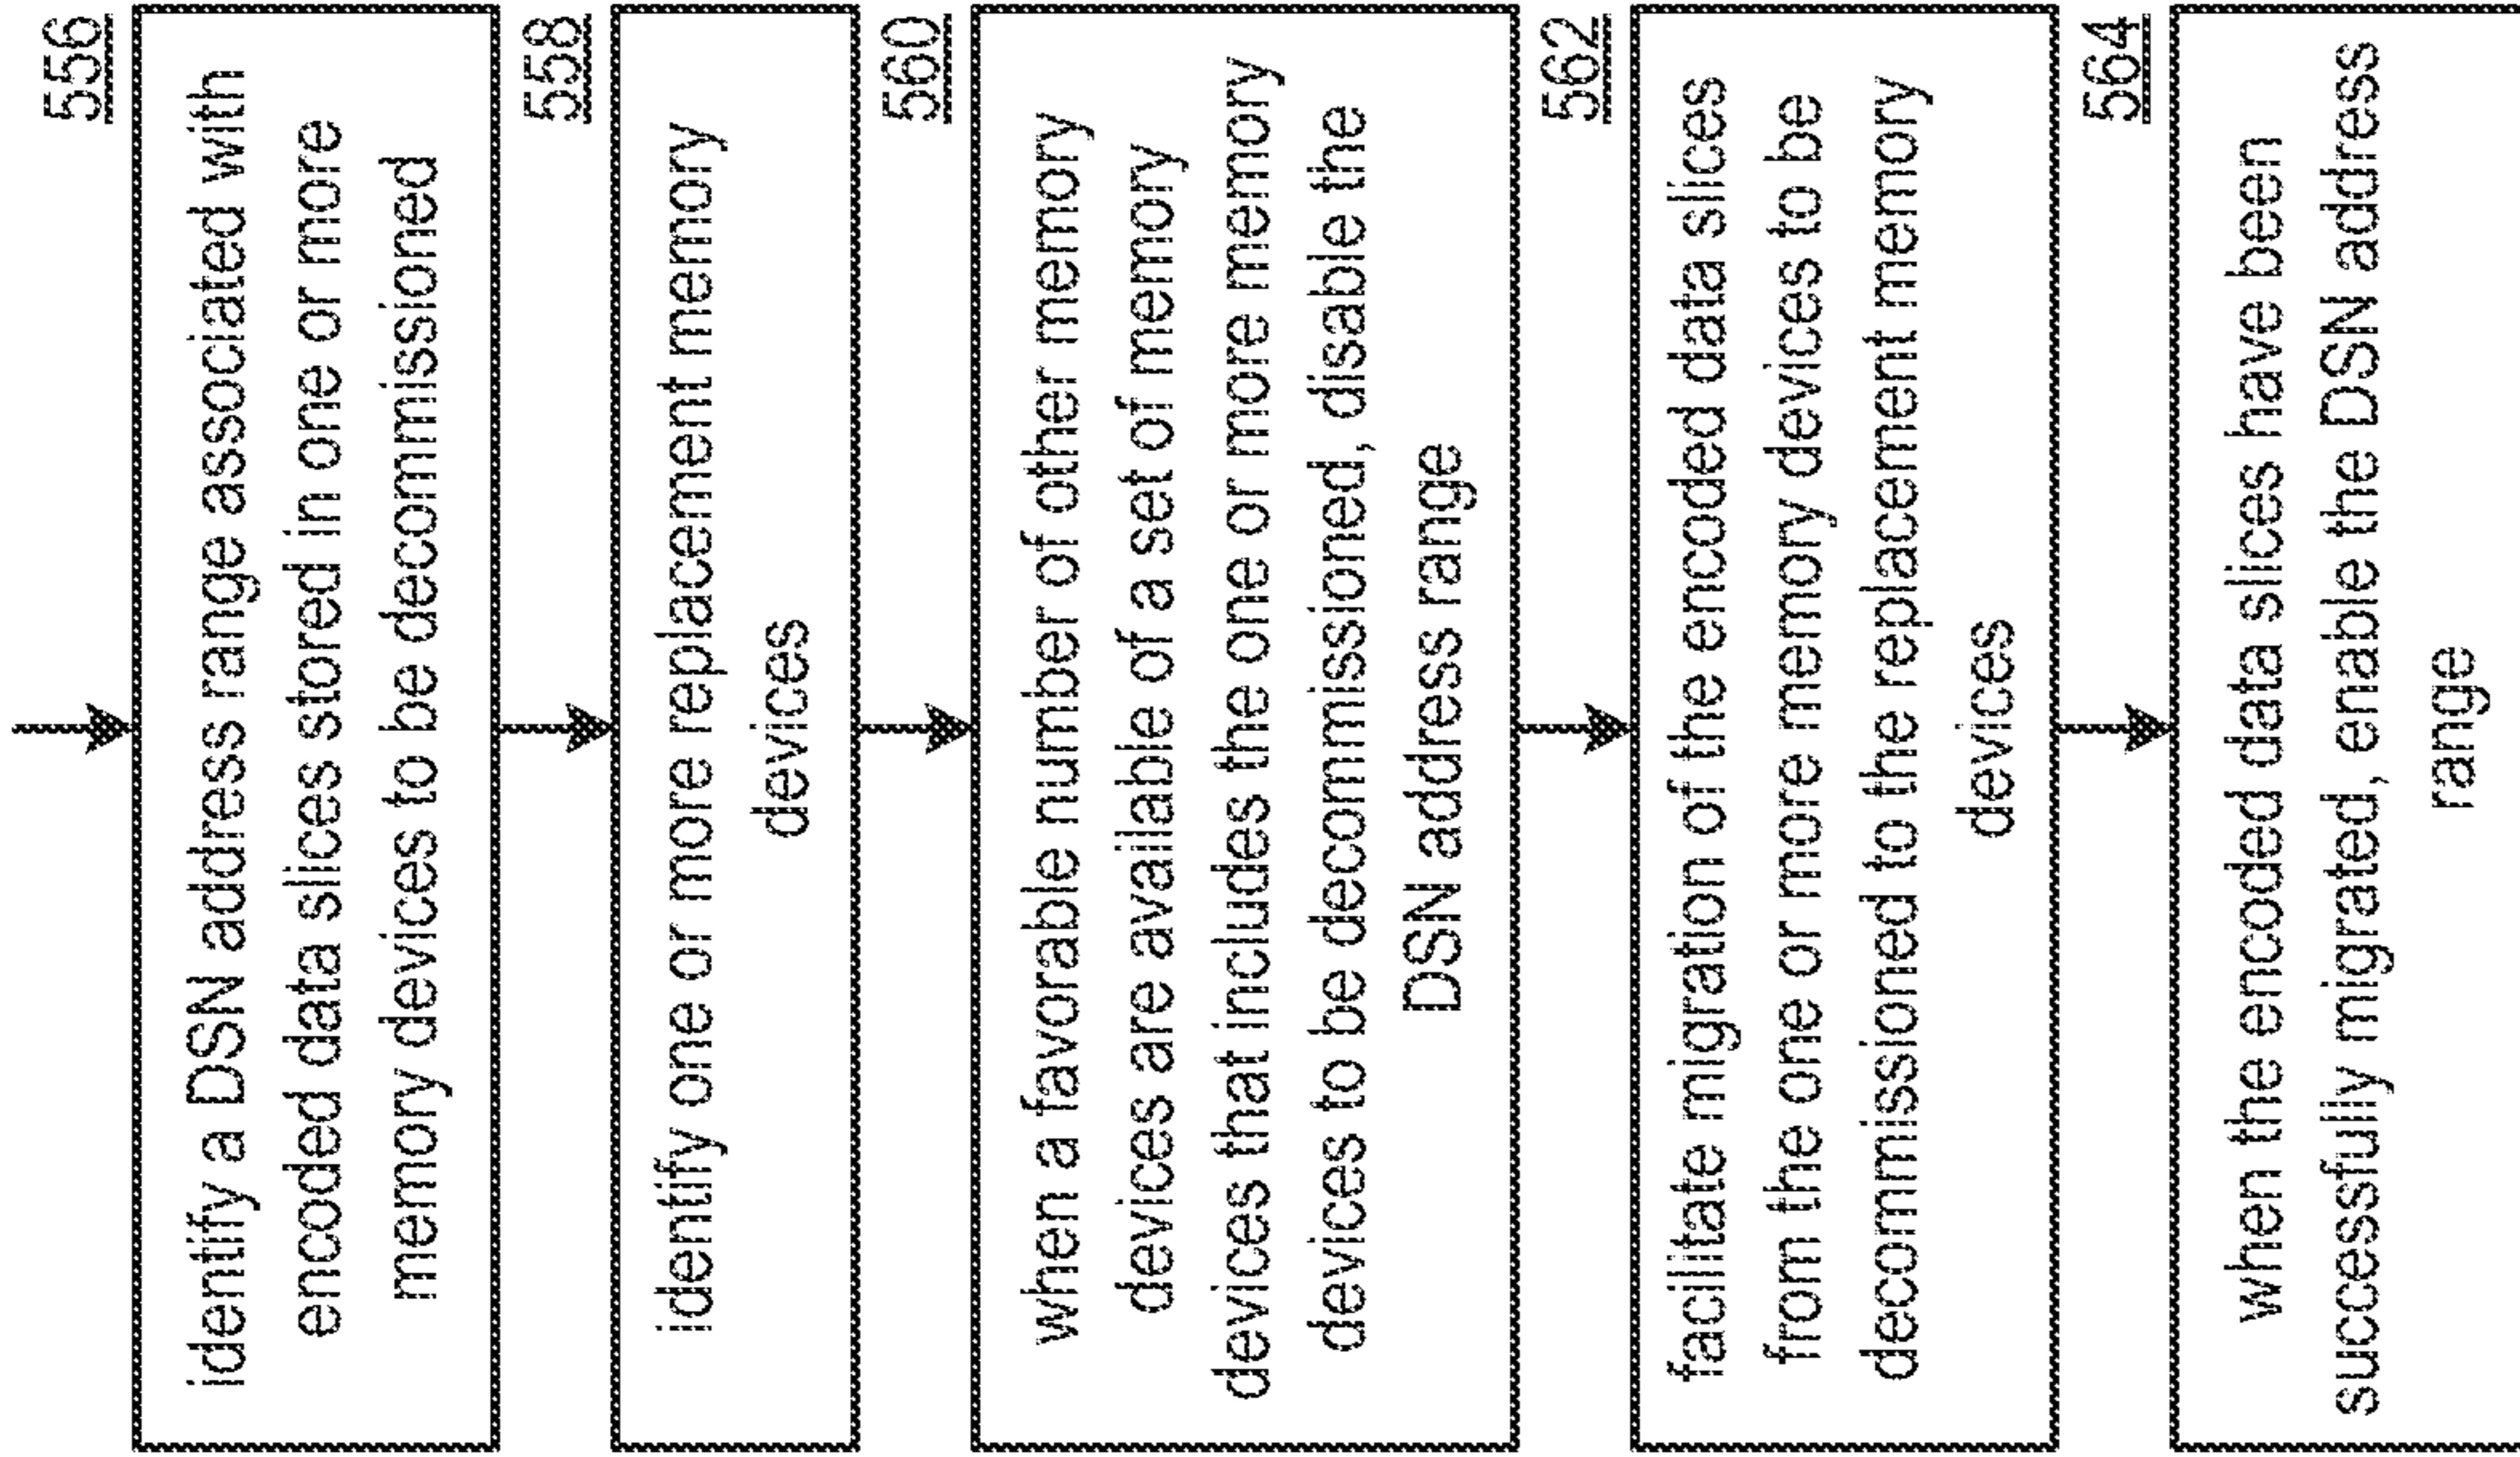 556
identify a DSN address range associated with
encoded data slices stored in one or more
memory devices to be decommissioned
558
identify one or more replacement memory
devices
560
when a favorable number of other memory
devices are available of a set of memory
devices that includes the one or more memory
devices to be decommissioned, disable the
DSN address range
562
facilitate migration of the encoded data slices
from the one or more memory devices to be
decommissioned to the replacement memory
devices
564
when the encoded data slices have been
successfully migrated, enable the DSN address
range